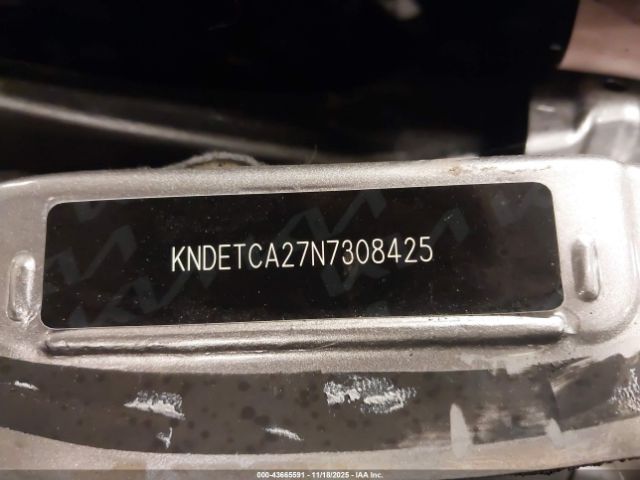 KNDETCA27N7308425
000-43665591 - 11/18/2025 - IAA Inc.